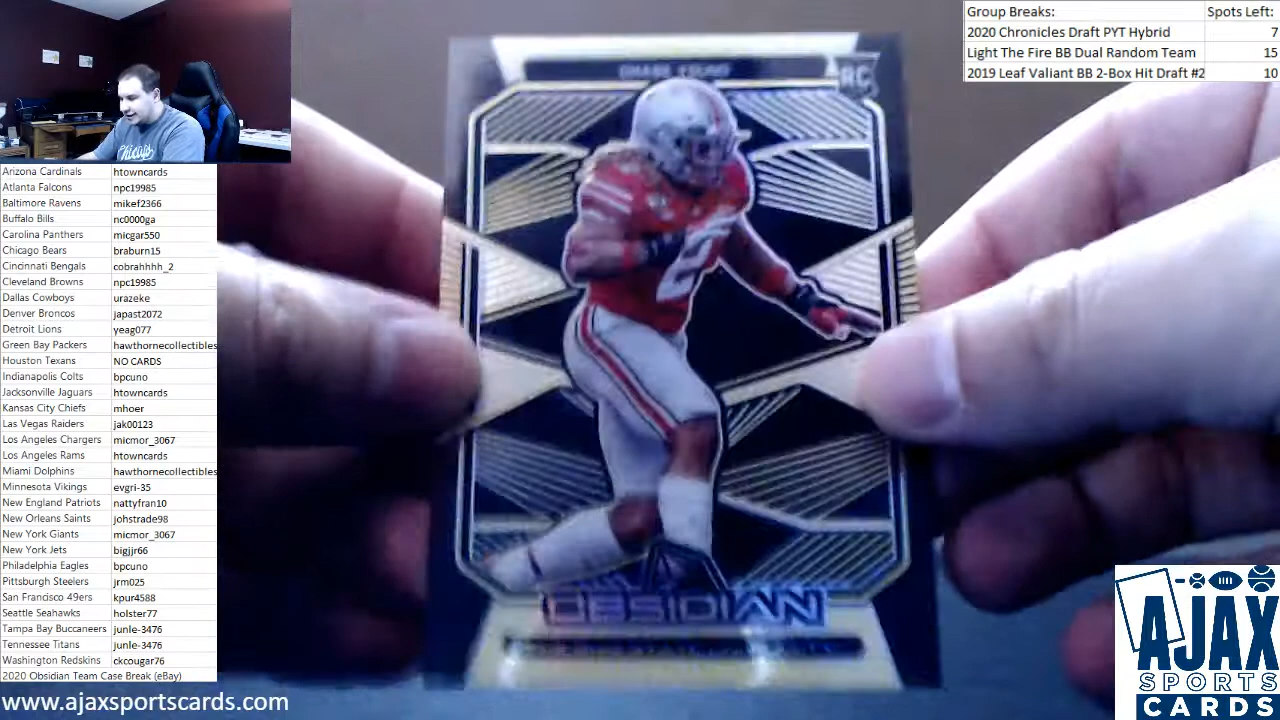 Group Breaks: Spots Left:
2020 Chronicles Draft PYT Hybrid 7
Light The Fire BB Dual Random Team 15
2019 Leaf Valiant BB 2-Box Hit Draft #2 10
CHASE YOUNG
RC
Chicago
2
OBSIDIAN
Arizona Cardinals htowncards
Atlanta Falcons npc19985
Baltimore Ravens mikef2366
Buffalo Bills nc0000ga
Carolina Panthers micgar550
Chicago Bears braburn15
Cincinnati Bengals cobrahhhh_2
Cleveland Browns npc19985
Dallas Cowboys urazeke
Denver Broncos japast2072
Detroit Lions yeag077
Green Bay Packers hawthornecollectibles
Houston Texans NO CARDS
Indianapolis Colts bpcuno
Jacksonville Jaguars htowncards
Kansas City Chiefs mhoer
Las Vegas Raiders jak00123
Los Angeles Chargers micmor_3067
Los Angeles Rams htowncards
Miami Dolphins hawthornecollectibles
Minnesota Vikings evgri-35
New England Patriots nattyfran10
New Orleans Saints johstrade98
New York Giants micmor_3067
New York Jets bigjjr66
Philadelphia Eagles bpcuno
Pittsburgh Steelers jrm025
San Francisco 49ers kpur4588
Seattle Seahawks holster77
Tampa Bay Buccaneers junle-3476
Tennessee Titans junle-3476
Washington Redskins ckcougar76
2020 Obsidian Team Case Break (eBay)
www.ajaxsportscards.com
AJAX
SPORTS
CARDS